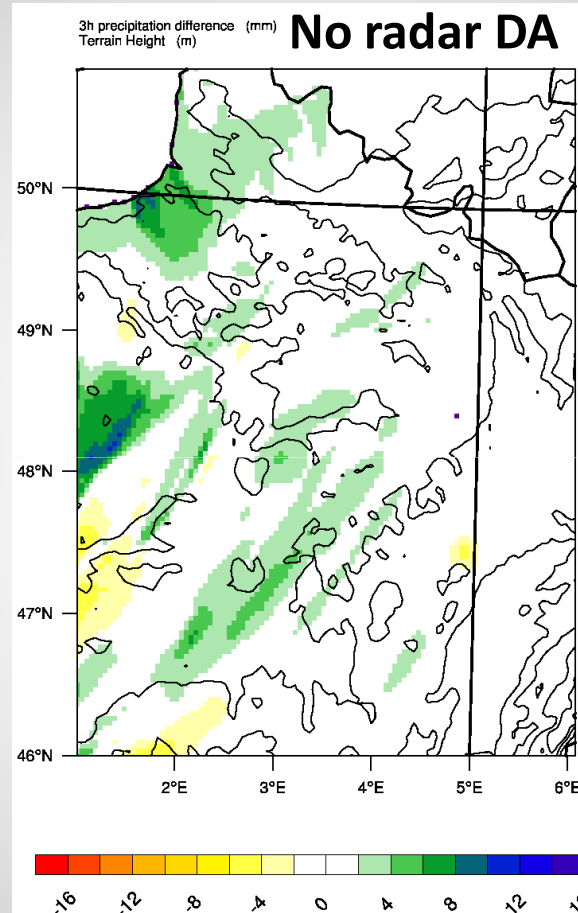 3h precipitation difference (mm) No radar DA
Terrain Height (m)
50°N
49°N
48°N
47°N
46°N
2°E 3°E 4°E 5°E 6°E
-16 -12 -8 -4 0 4 8 12